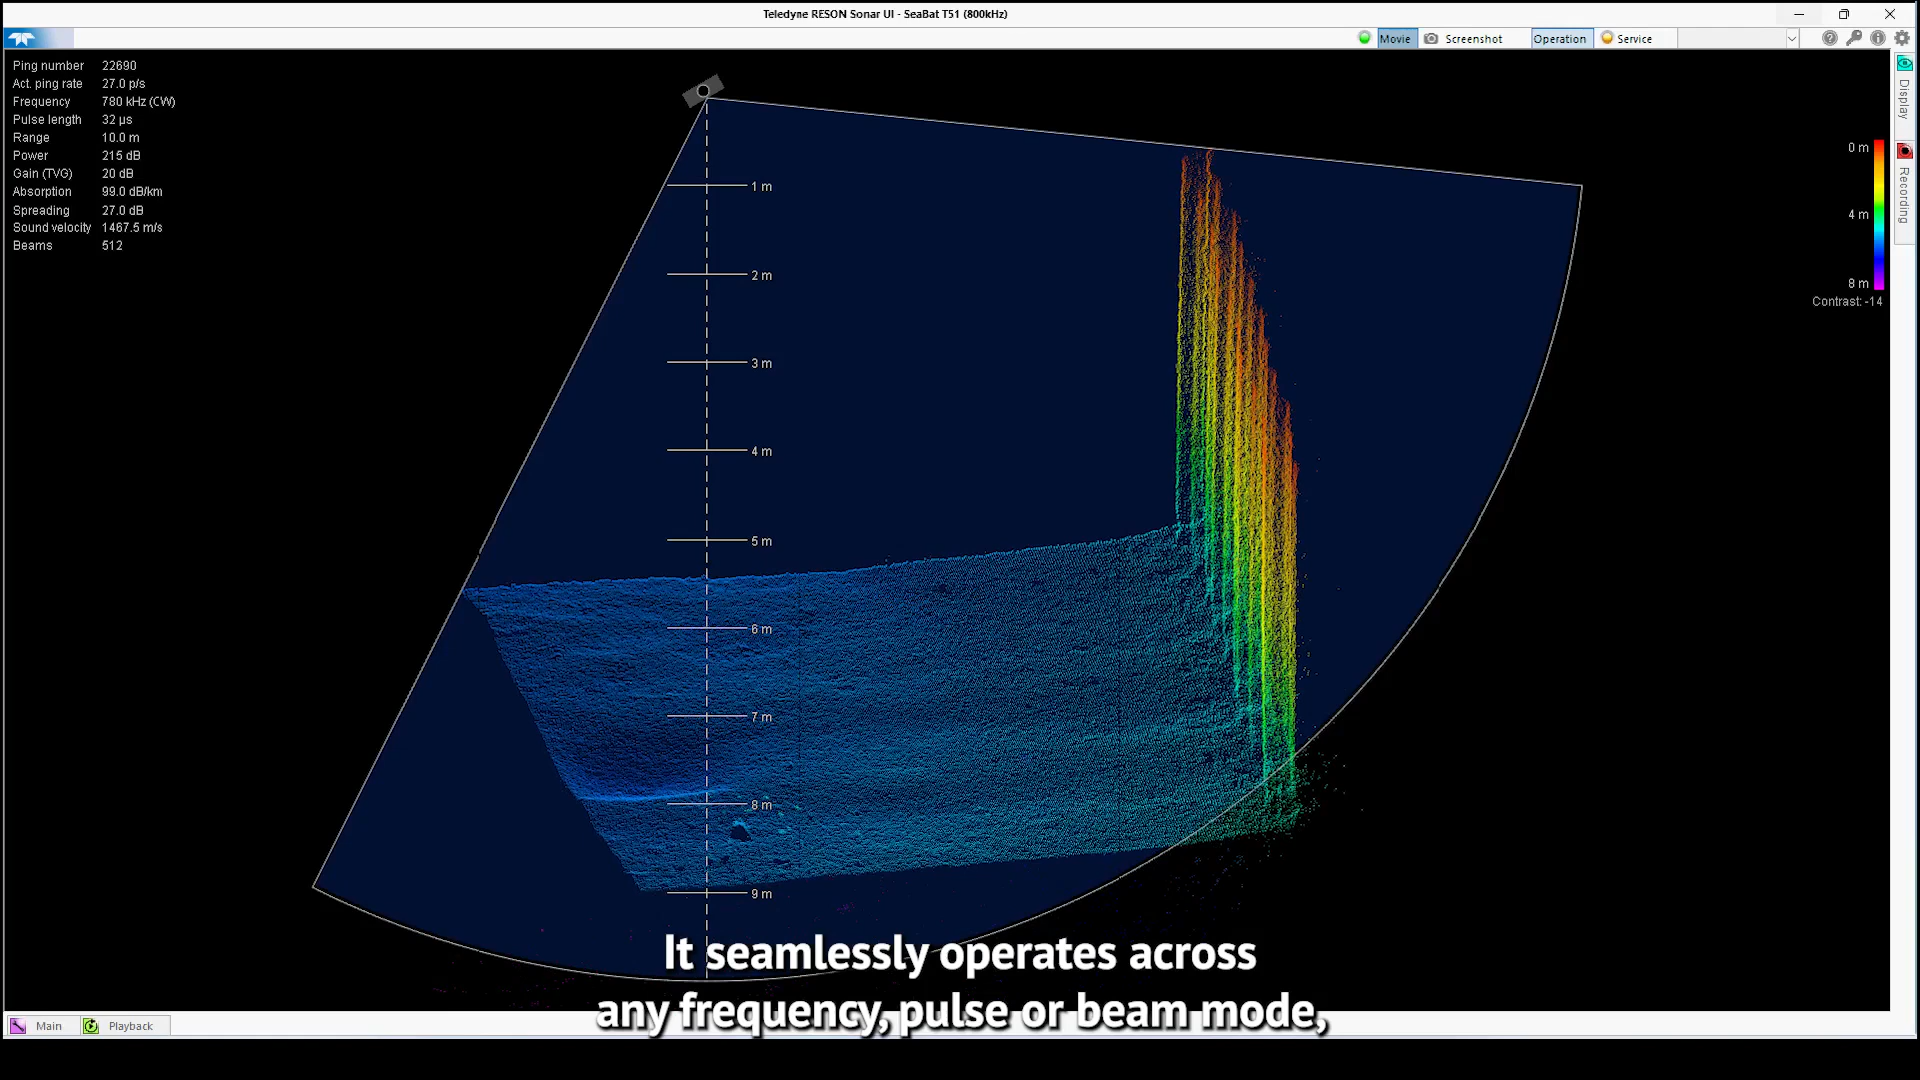 Teledyne RESON Sonar UI - SeaBat T51 (800kHz)
Movie Screenshot Operation Service
Ping number 22690
Act. ping rate 27.0 p/s
Frequency 780 kHz (CW)
Pulse length 32 µs
Range 10.0 m
Power 215 dB
Gain (TVG) 20 dB
Absorption 99.0 dB/km
Spreading 27.0 dB
Sound velocity 1467.5 m/s
Beams 512
1 m
2 m
3 m
4 m
5 m
6 m
7 m
8 m
9 m
0 m
4 m
8 m
Contrast: -14
Display
Recording
It seamlessly operates across
any frequency, pulse or beam mode,
Main Playback